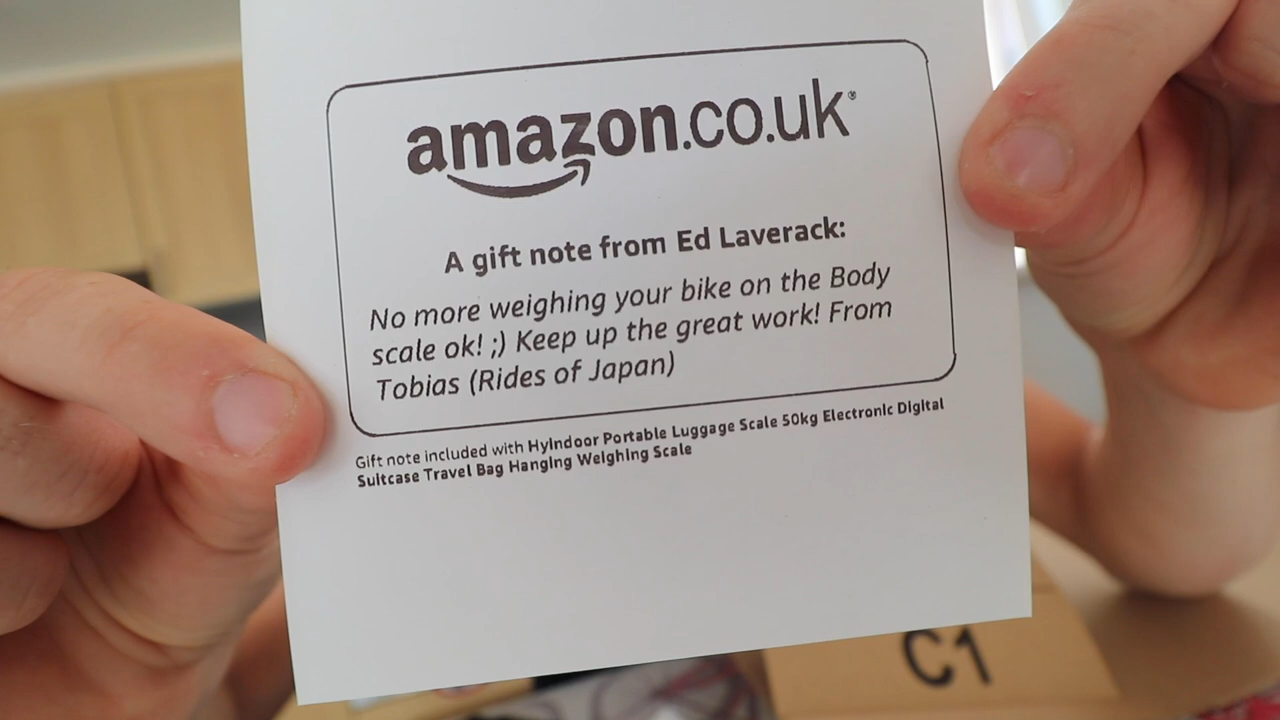 amazon.co.uk®
A gift note from Ed Laverack:
No more weighing your bike on the Body
scale ok! ;) Keep up the great work! From
Tobias (Rides of Japan)
Gift note included with HyIndoor Portable Luggage Scale 50kg Electronic Digital
Suitcase Travel Bag Hanging Weighing Scale
C1